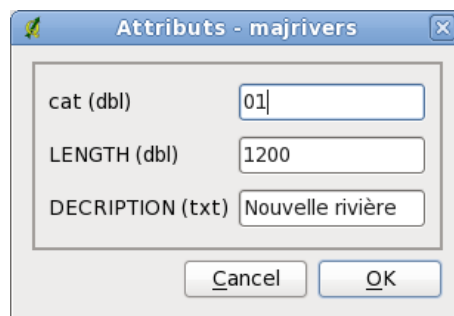 Attributs - majrivers
cat (dbl) 01
LENGTH (dbl) 1200
DECRIPTION (txt) Nouvelle rivière
Cancel OK